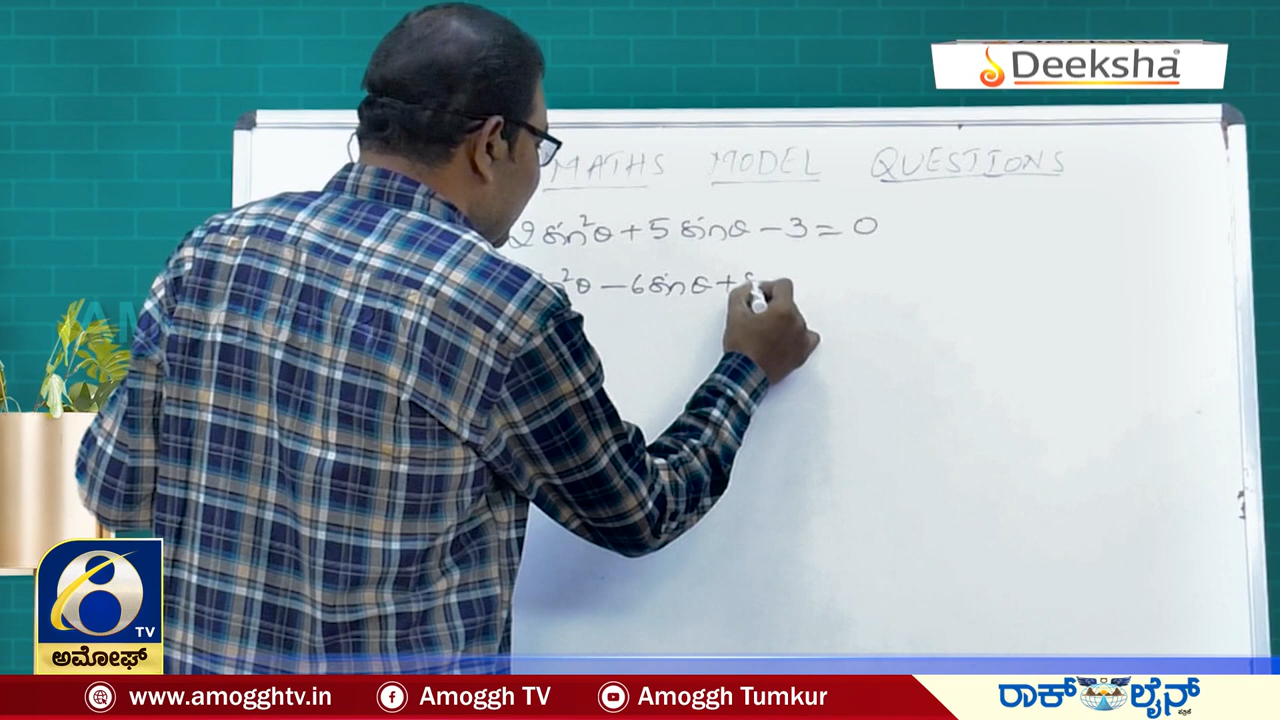 Deeksha
MATHS MODEL QUESTIONS
2 sin²θ + 5 sinθ − 3 = 0
²θ − 6 sinθ +
TV
ಅಮೋಘ್
www.amogghtv.in
Amoggh TV
Amoggh Tumkur
ರಾಕ್ ಲೈನ್